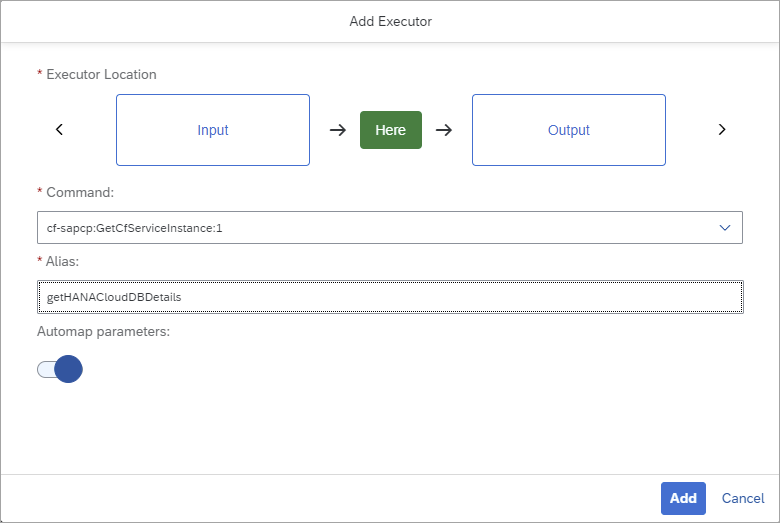 Add Executor
* Executor Location
Input
Here
Output
* Command:
cf-sapcp:GetCfServiceInstance:1
* Alias:
getHANACloudDBDetails
Automap parameters:
Add Cancel